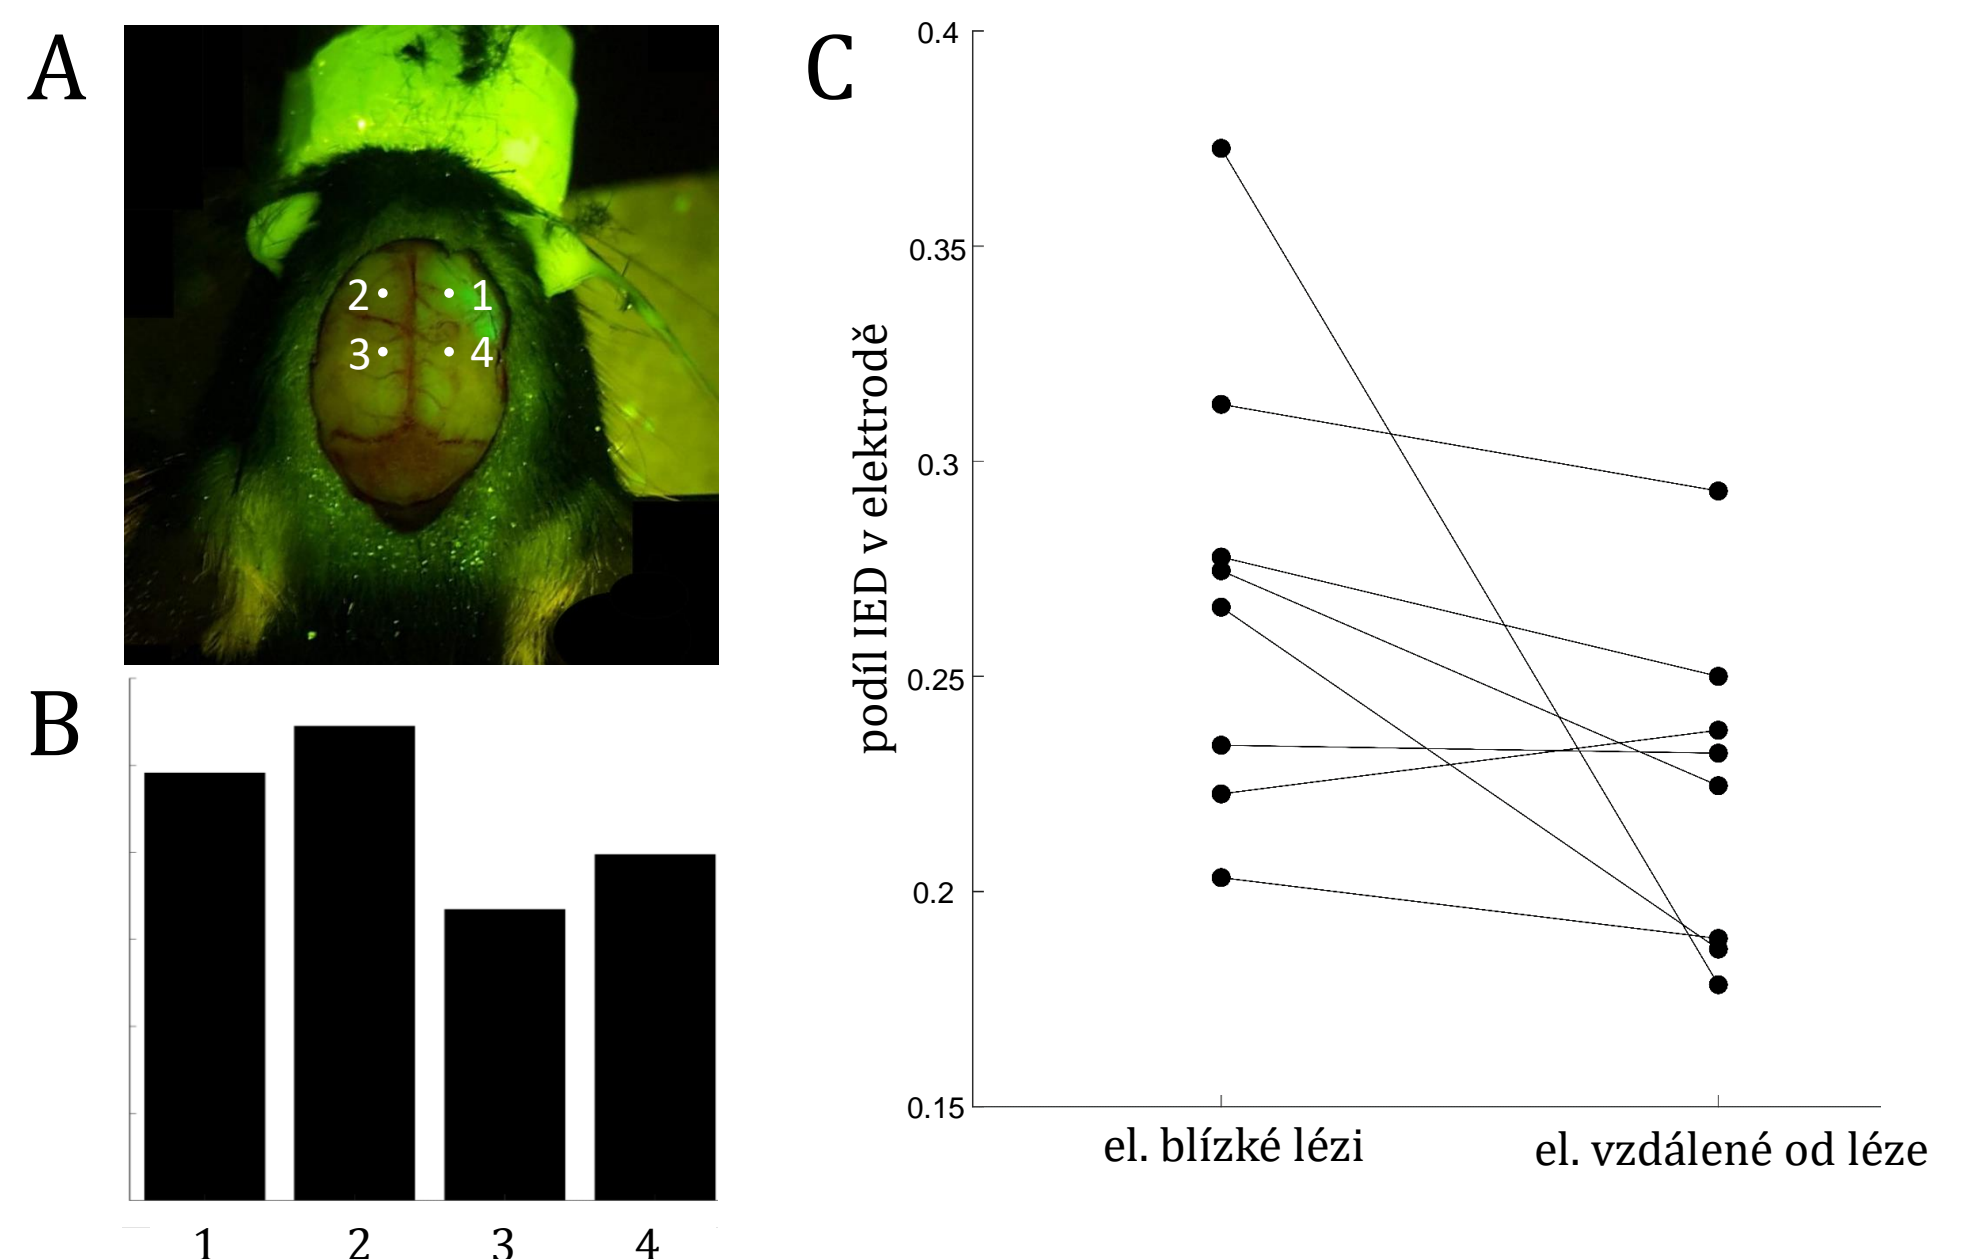 A
2 1
3 4
B
1 2 3 4
C
podíl IED v elektrodě
0.4
0.35
0.3
0.25
0.2
0.15
el. blízké lézi
el. vzdálené od léze